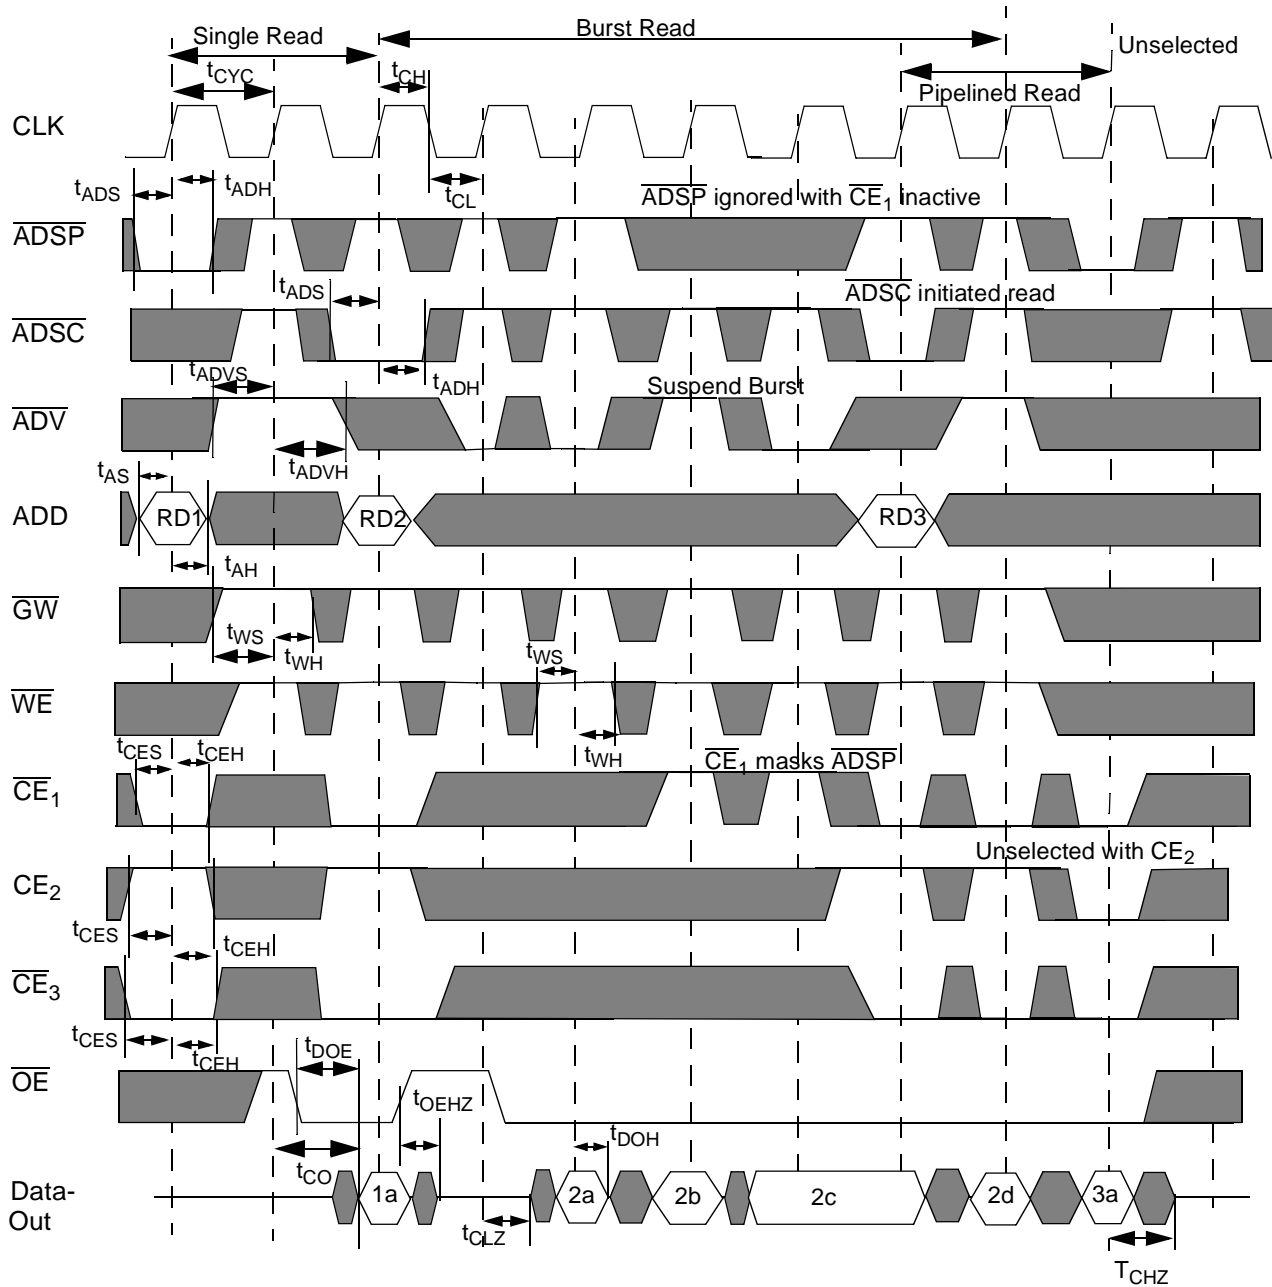 Burst Read
Single Read
Unselected
tCYC
tCH
Pipelined Read
CLK
tADS
tADH
tCL
ADSP ignored with CE1 inactive
ADSP
tADS
ADSC initiated read
ADSC
tADVS
tADH
Suspend Burst
ADV
tADVH
tAS
ADD
RD1
RD2
RD3
tAH
GW
tWS
tWH
tWS
WE
tCES
tCEH
tWH
CE1 masks ADSP
CE1
Unselected with CE2
CE2
tCES
tCEH
CE3
tCES
tCEH
tDOE
OE
tOEHZ
tDOH
tCO
Data-
Out
1a
2a
2b
2c
2d
3a
tCLZ
TCHZ